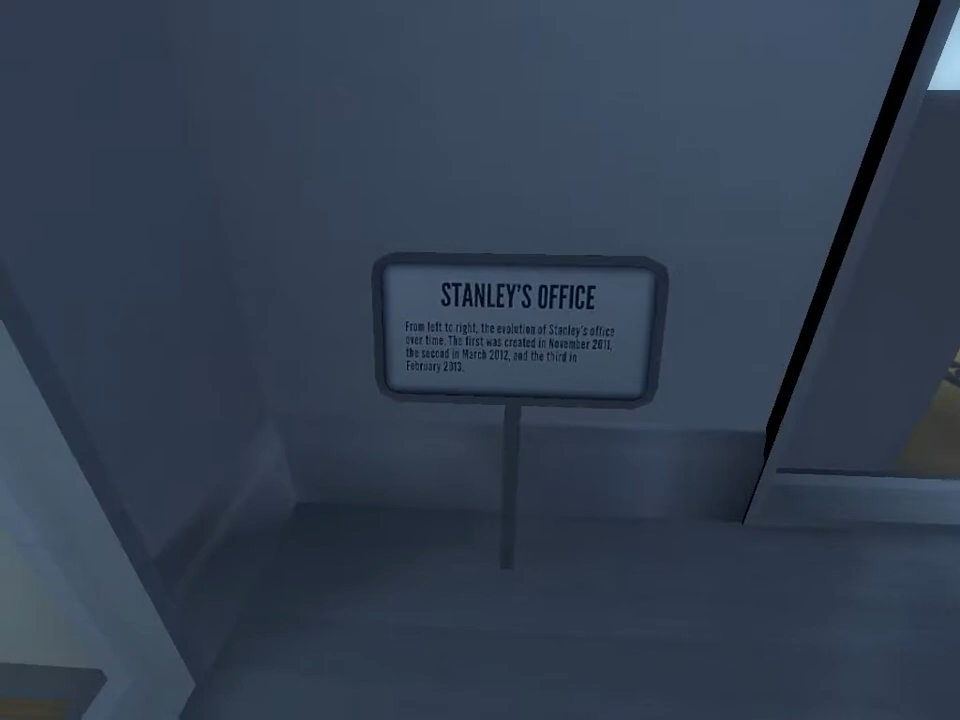 STANLEY'S OFFICE
From left to right, the evolution of Stanley's office
over time. The first was created in November 2011,
the second in March 2012, and the third in
February 2013.